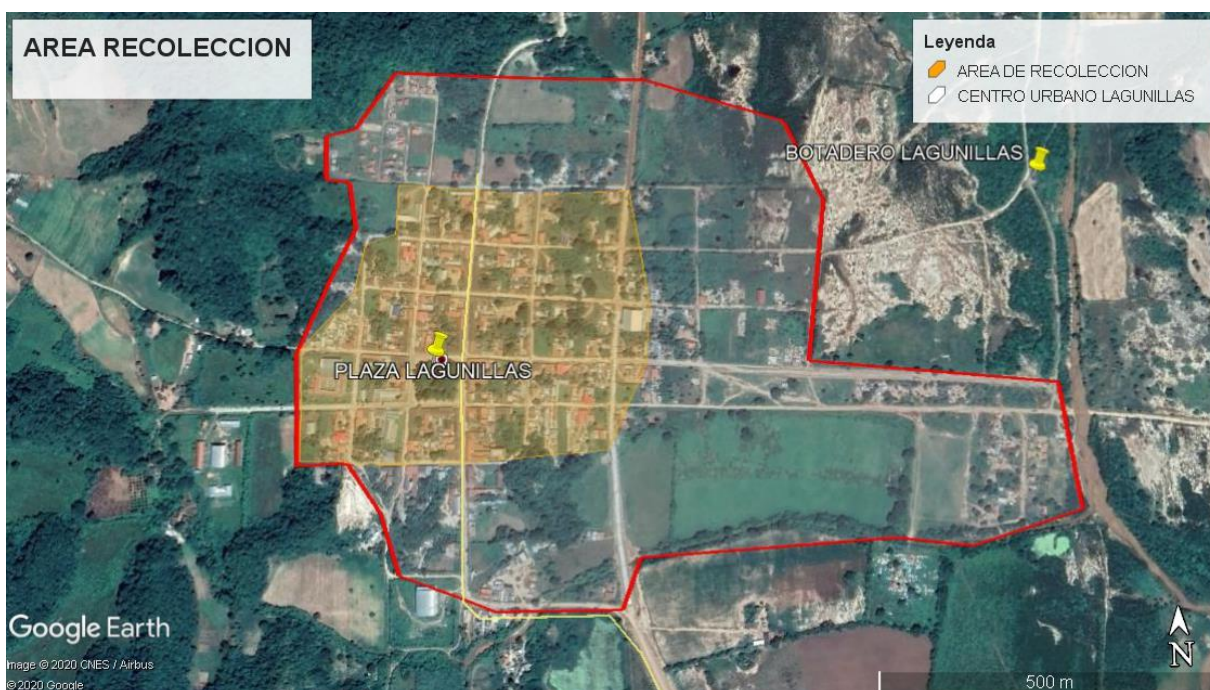 AREA RECOLECCION
Leyenda
AREA DE RECOLECCION
CENTRO URBANO LAGUNILLAS
BOTADERO LAGUNILLAS
PLAZA LAGUNILLAS
Google Earth
Image © 2020 CNES / Airbus
© 2020 Google
N
500 m